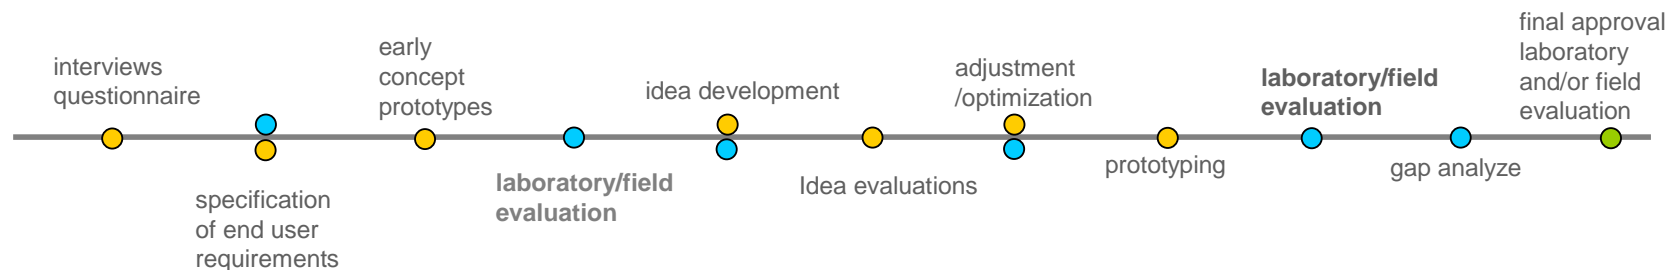 interviews
questionnaire
specification
of end user
requirements
early
concept
prototypes
laboratory/field
evaluation
idea development
Idea evaluations
adjustment
/optimization
prototyping
laboratory/field
evaluation
gap analyze
final approval
laboratory
and/or field
evaluation